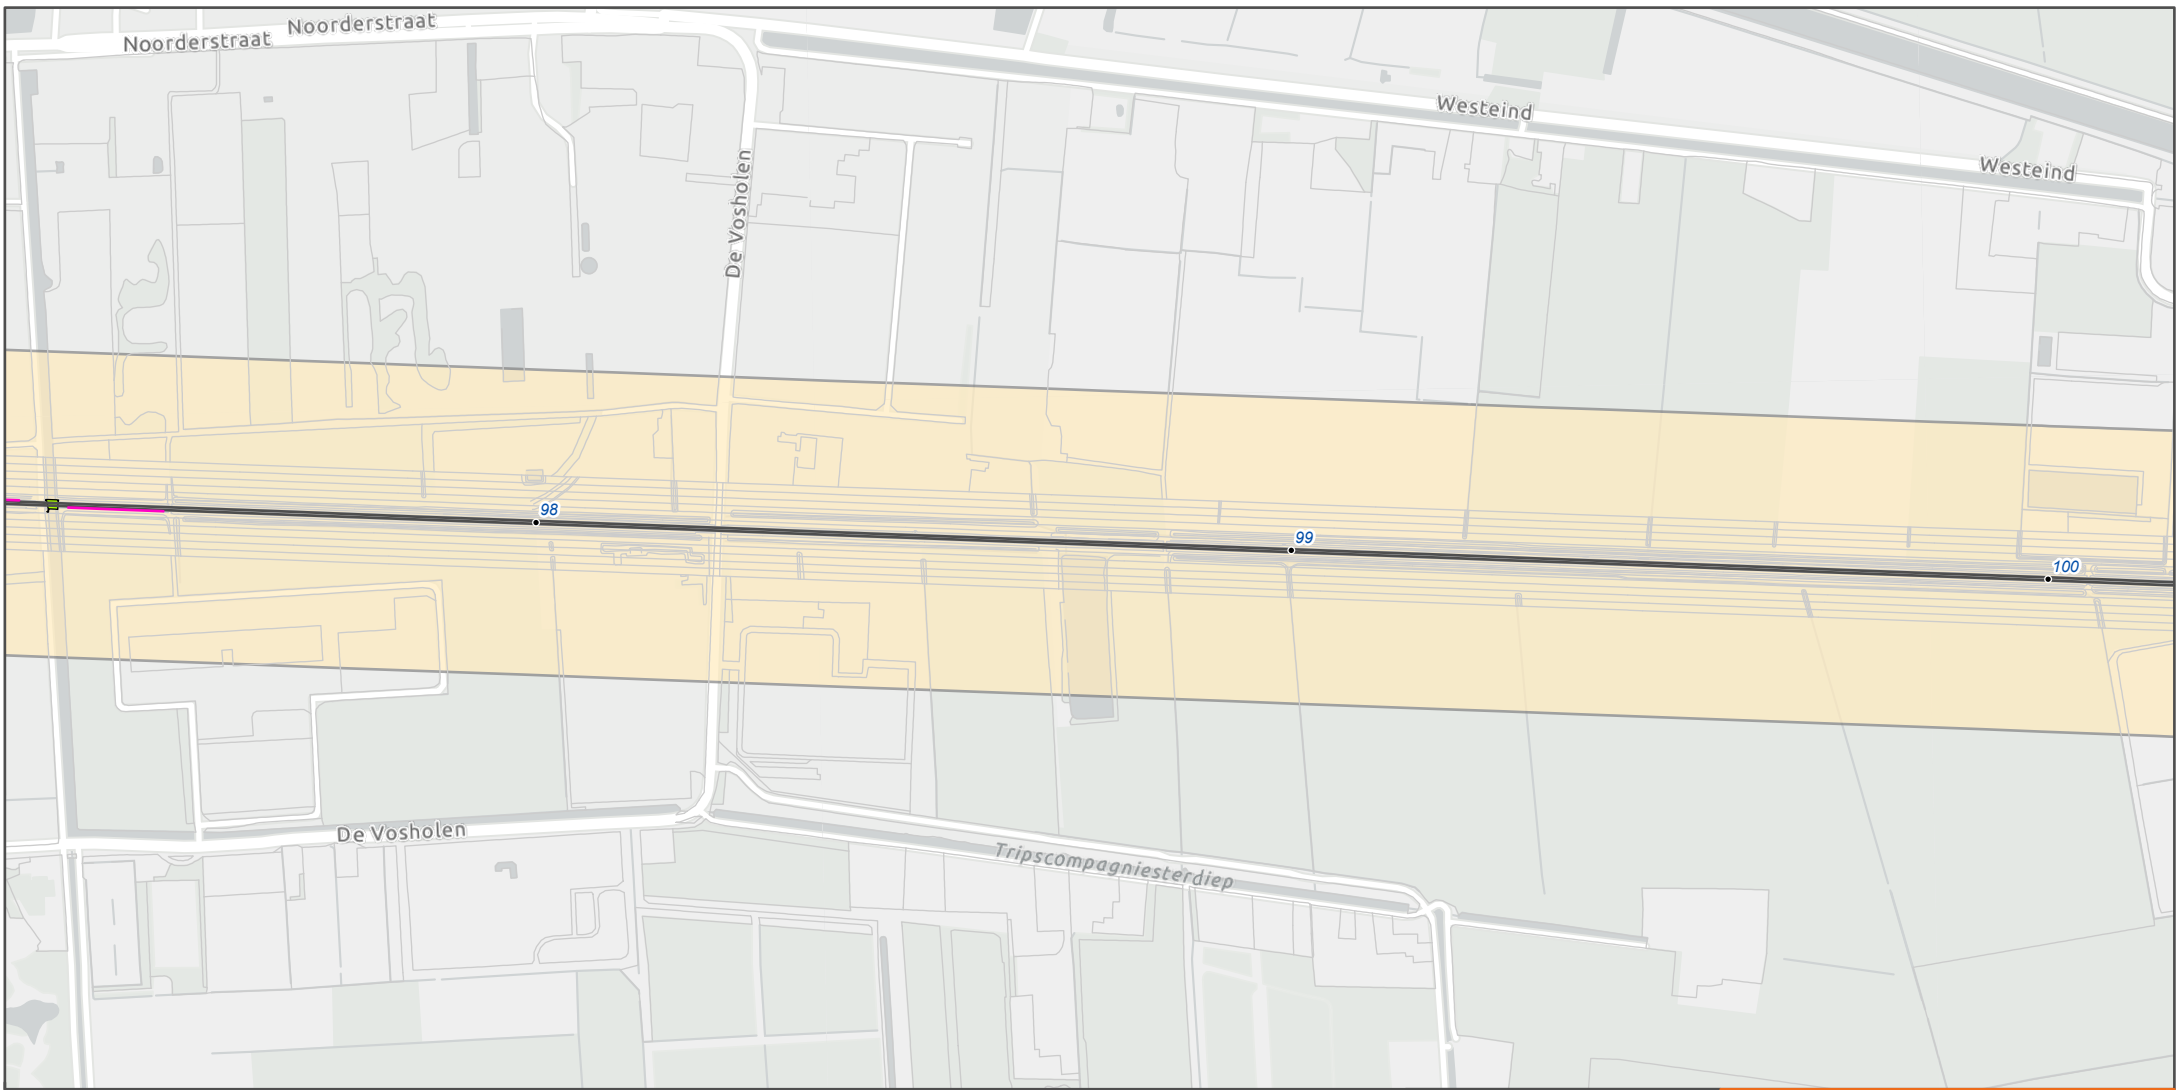 Noorderstraat
Noorderstraat
Westeind
Westeind
De Vosholen
98
99
100
De Vosholen
Tripscompagniesterdiep